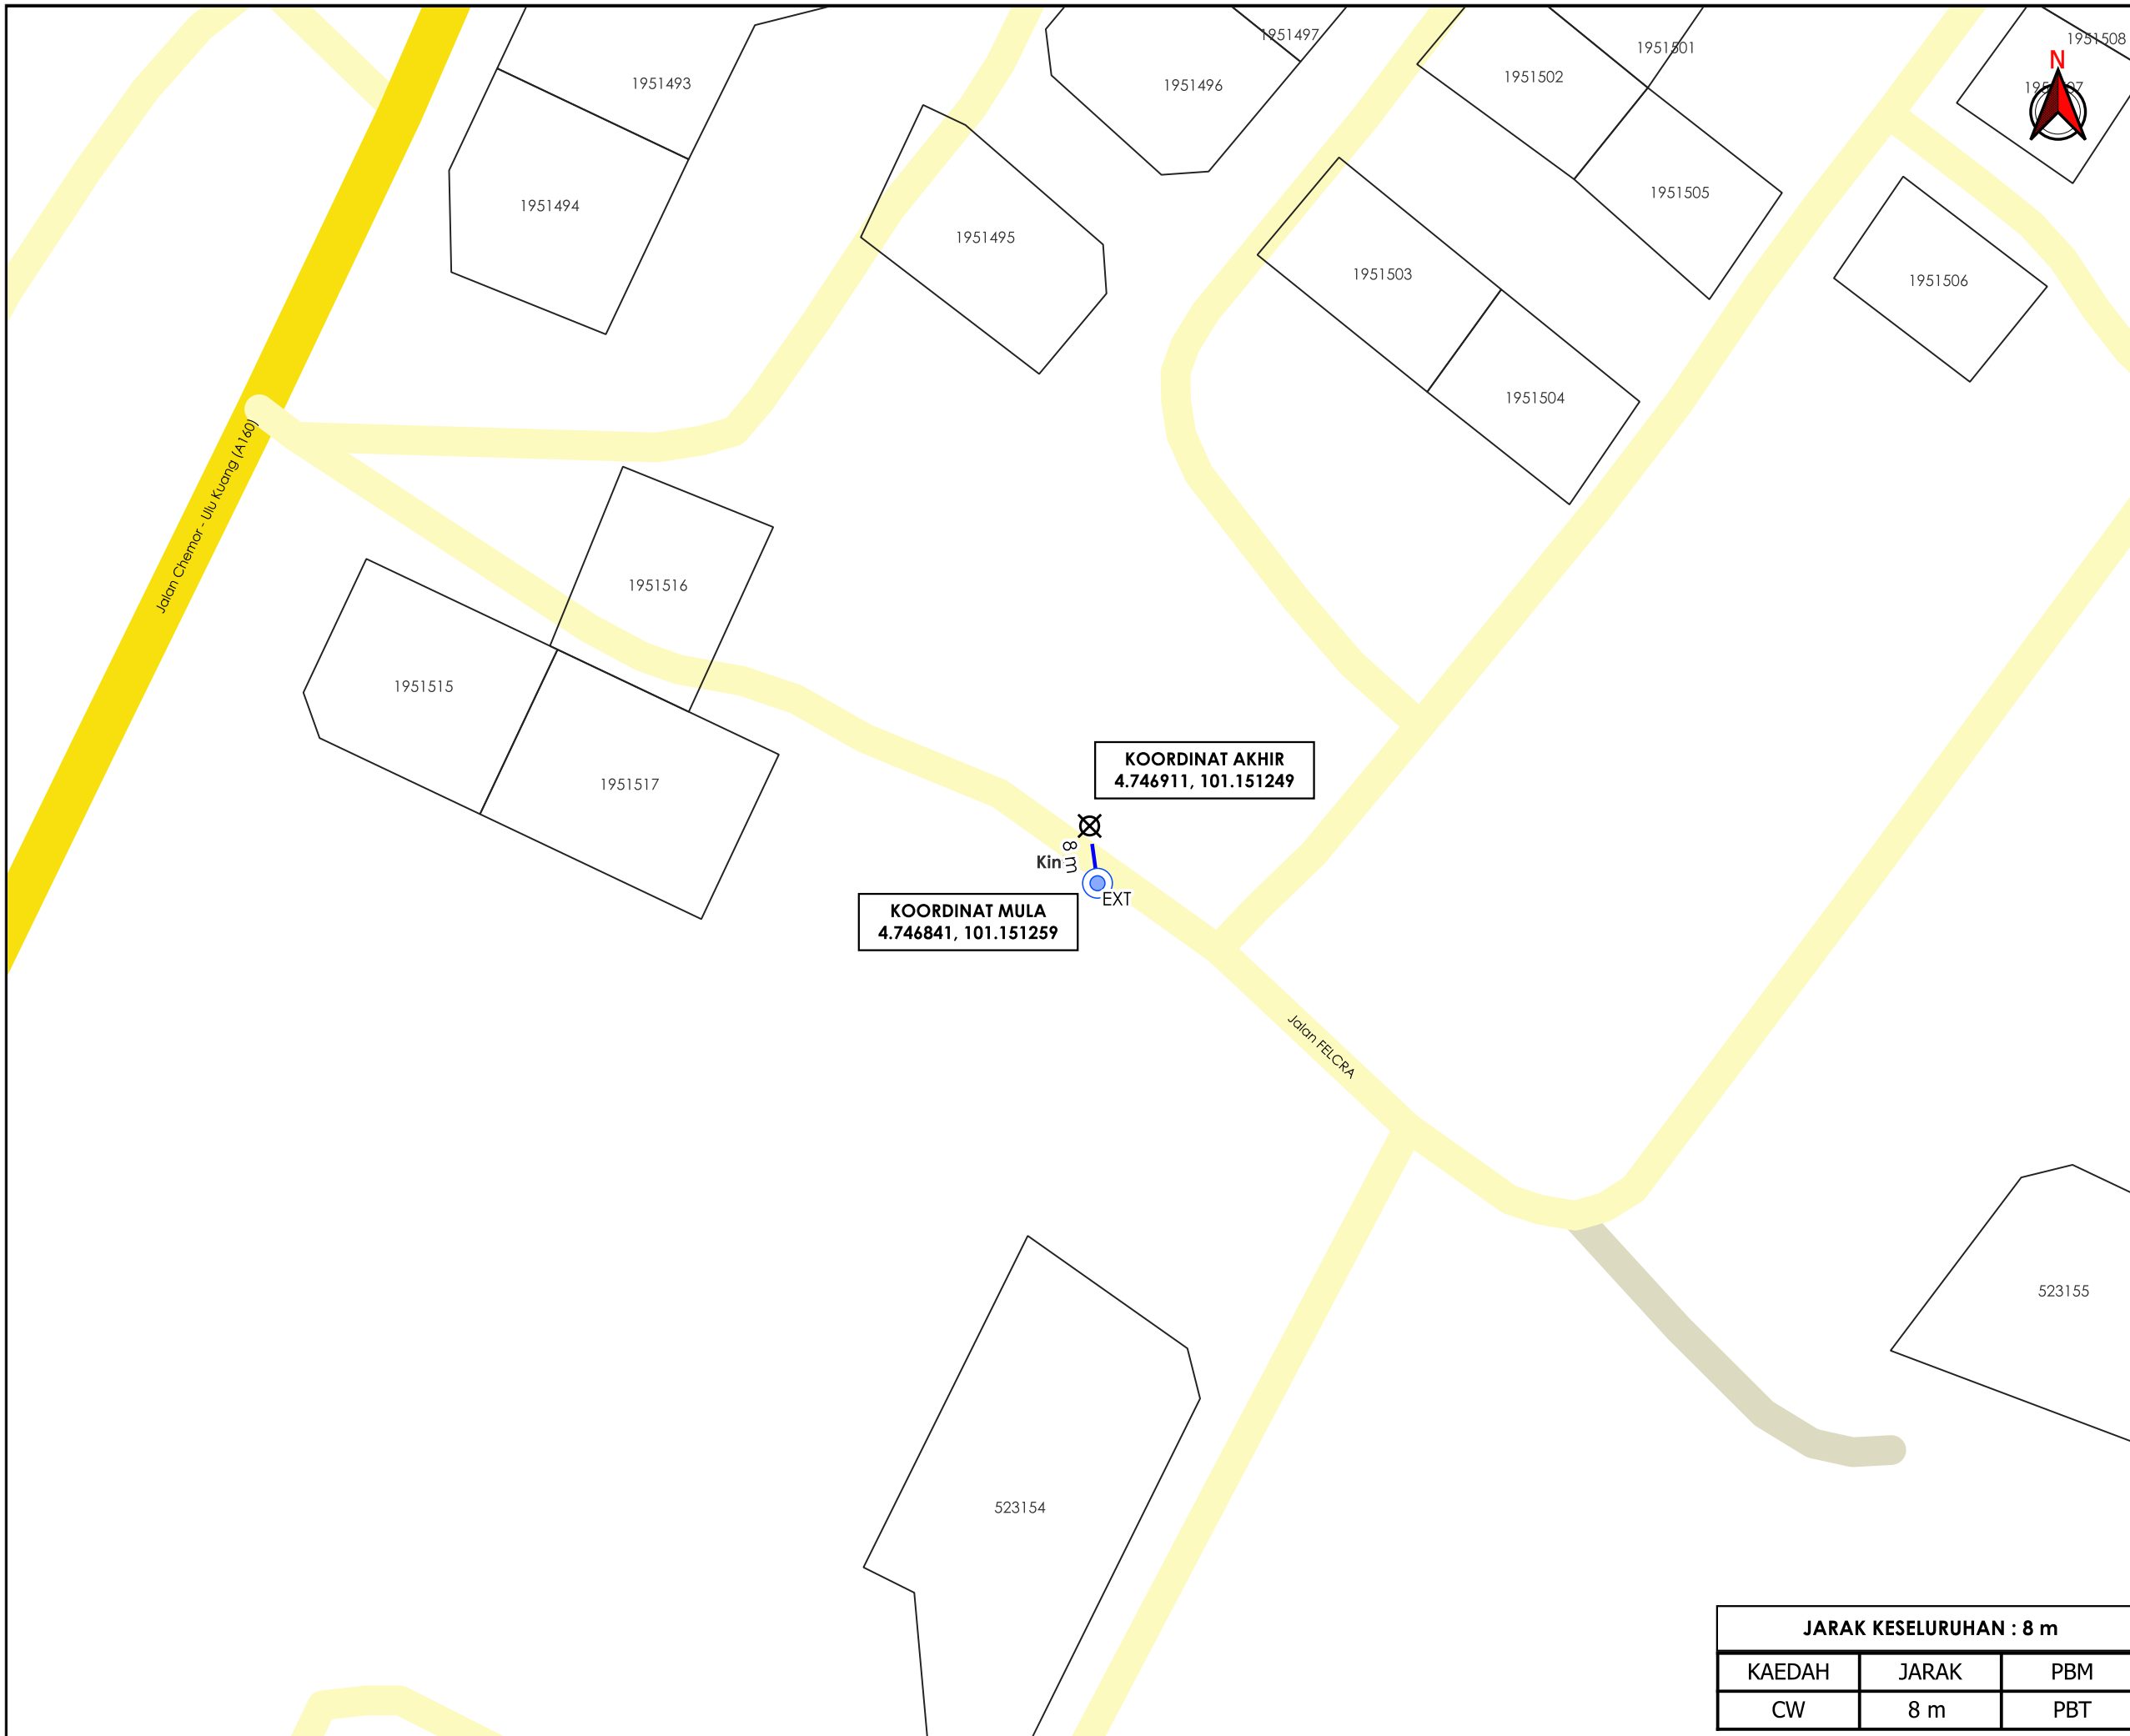 1951497
1951508
1951501
N
1951493
1951502
1951496
1951505
1951494
1951495
1951503
1951506
1951504
Jalan Chemor - Ulu Kuang (A160)
1951516
1951515
1951517
KOORDINAT AKHIR
4.746911, 101.151249
8 m
Kin
EXT
KOORDINAT MULA
4.746841, 101.151259
Jalan FELCRA
523155
523154
JARAK KESELURUHAN : 8 m
KAEDAH JARAK PBM
CW 8 m PBT